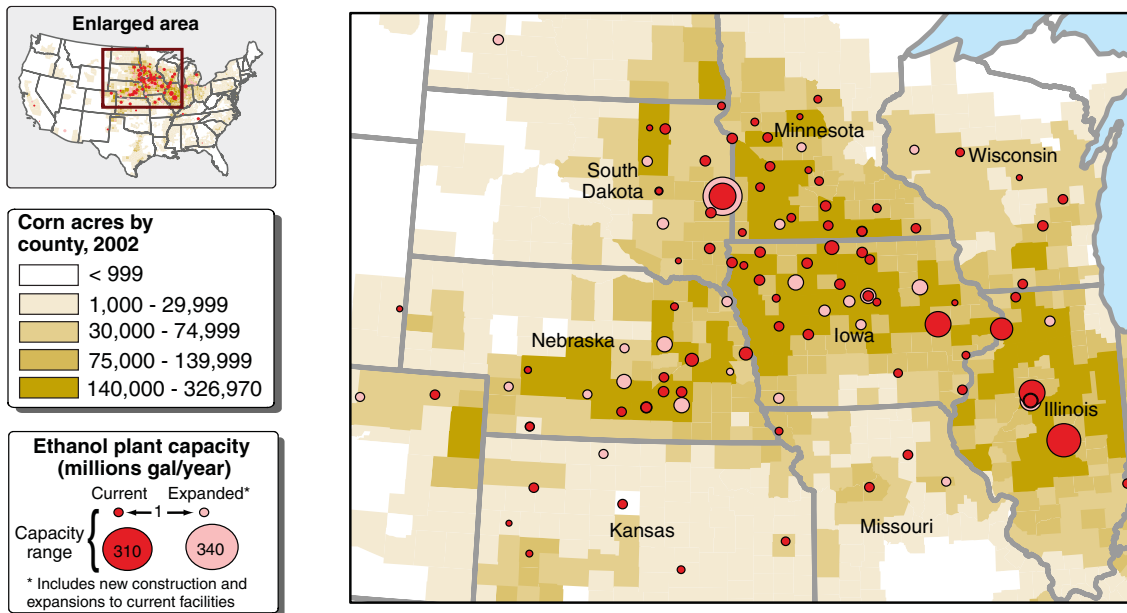 Enlarged area
Corn acres by
county, 2002
< 999
1,000 - 29,999
30,000 - 74,999
75,000 - 139,999
140,000 - 326,970
Ethanol plant capacity
(millions gal/year)
Current
Expanded*
1
Capacity
range
310
340
* Includes new construction and
expansions to current facilities
Minnesota
Wisconsin
South
Dakota
Nebraska
Iowa
Illinois
Kansas
Missouri